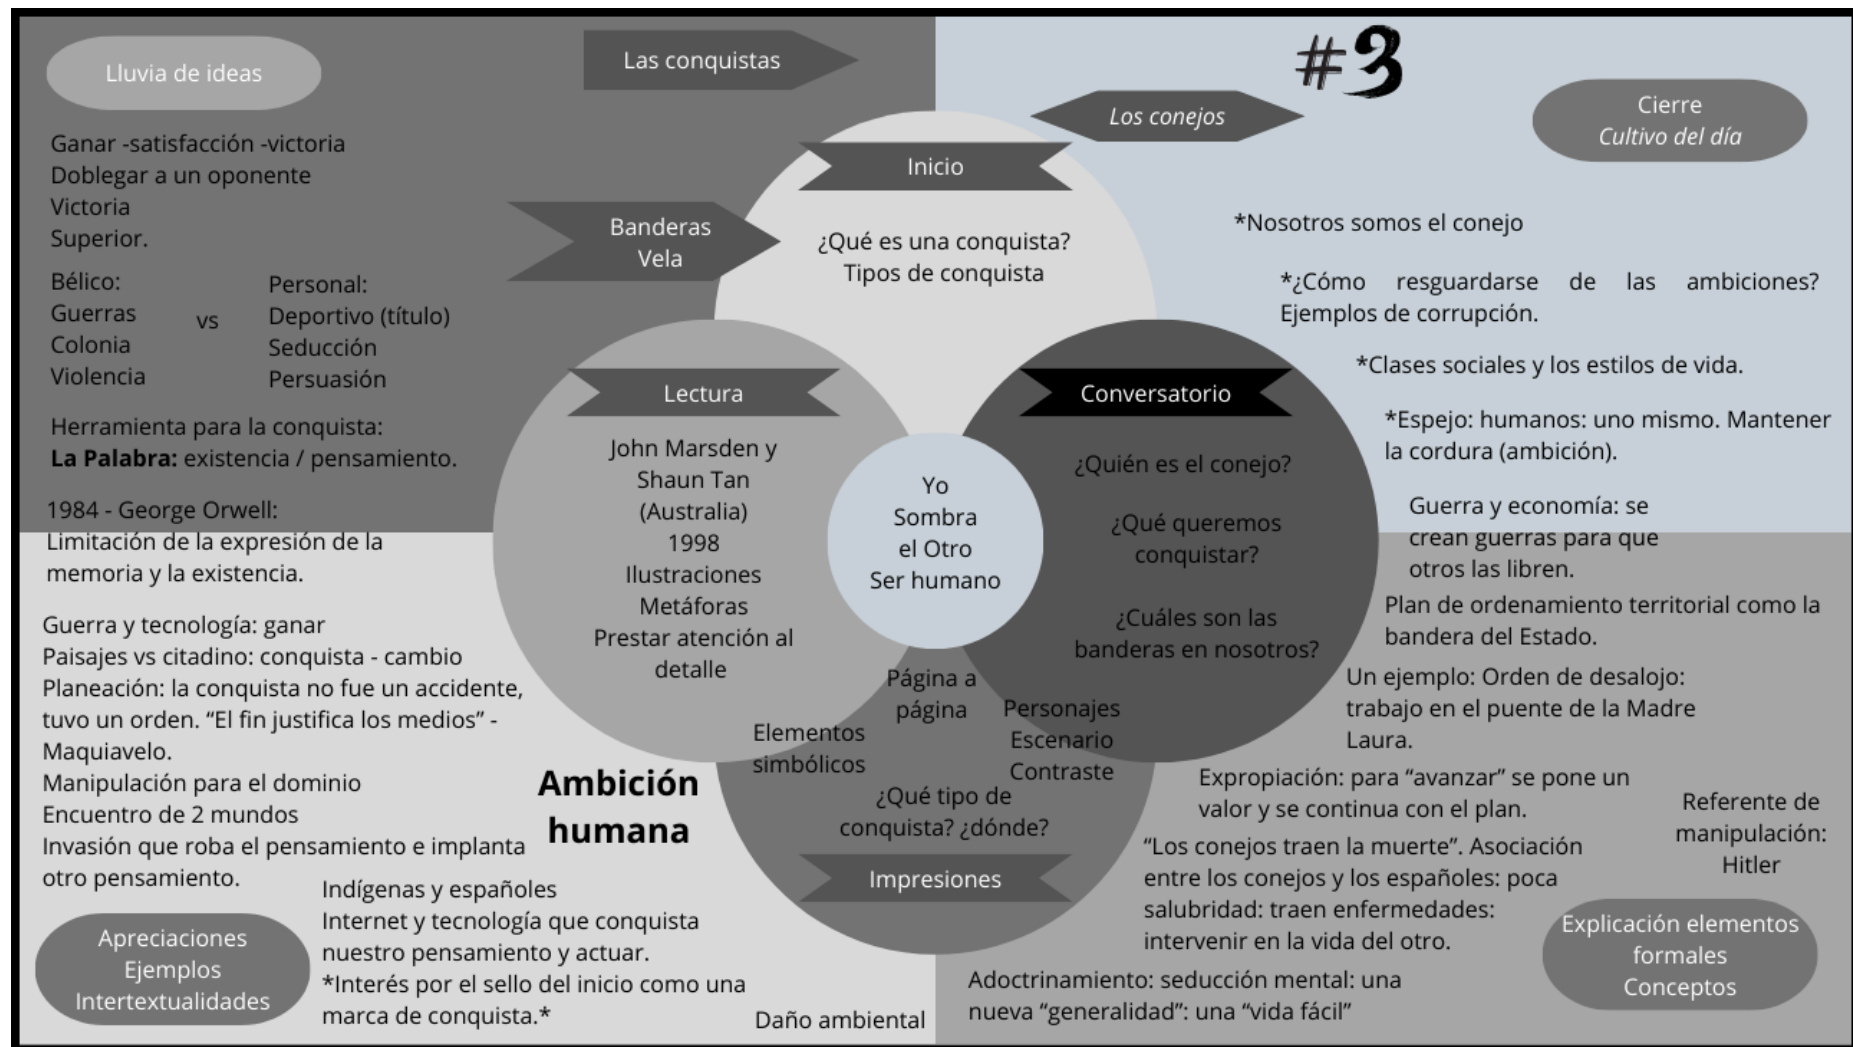 Lluvia de ideas
Las conquistas
#3
Los conejos
Cierre
Cultivo del día
Ganar -satisfacción -victoria
Doblegar a un oponente
Victoria
Superior.
Bélico:
Guerras
Colonia
Violencia
vs
Personal:
Deportivo (título)
Seducción
Persuasión
Herramienta para la conquista:
La Palabra: existencia / pensamiento.
1984 - George Orwell:
Limitación de la expresión de la
memoria y la existencia.
Banderas
Vela
Inicio
¿Qué es una conquista?
Tipos de conquista
*Nosotros somos el conejo
*¿Cómo resguardarse de las ambiciones?
Ejemplos de corrupción.
*Clases sociales y los estilos de vida.
*Espejo: humanos: uno mismo. Mantener
la cordura (ambición).
Guerra y economía: se
crean guerras para que
otros las libren.
Lectura
John Marsden y
Shaun Tan
(Australia)
1998
Ilustraciones
Metáforas
Prestar atención al
detalle
Yo
Sombra
el Otro
Ser humano
Conversatorio
¿Quién es el conejo?
¿Qué queremos
conquistar?
¿Cuáles son las
banderas en nosotros?
Guerra y tecnología: ganar
Paisajes vs citadino: conquista - cambio
Planeación: la conquista no fue un accidente,
tuvo un orden. “El fin justifica los medios” -
Maquiavelo.
Manipulación para el dominio
Encuentro de 2 mundos
Invasión que roba el pensamiento e implanta
otro pensamiento.
Ambición
humana
Indígenas y españoles
Internet y tecnología que conquista
nuestro pensamiento y actuar.
*Interés por el sello del inicio como una
marca de conquista.*
Daño ambiental
Apreciaciones
Ejemplos
Intertextualidades
Página a
página
Elementos
simbólicos
Personajes
Escenario
Contraste
¿Qué tipo de
conquista? ¿dónde?
Impresiones
Plan de ordenamiento territorial como la
bandera del Estado.
Un ejemplo: Orden de desalojo:
trabajo en el puente de la Madre
Laura.
Expropiación: para “avanzar” se pone un
valor y se continua con el plan.
“Los conejos traen la muerte”. Asociación
entre los conejos y los españoles: poca
salubridad: traen enfermedades:
intervenir en la vida del otro.
Adoctrinamiento: seducción mental: una
nueva “generalidad”: una “vida fácil”
Referente de
manipulación:
Hitler
Explicación elementos
formales
Conceptos